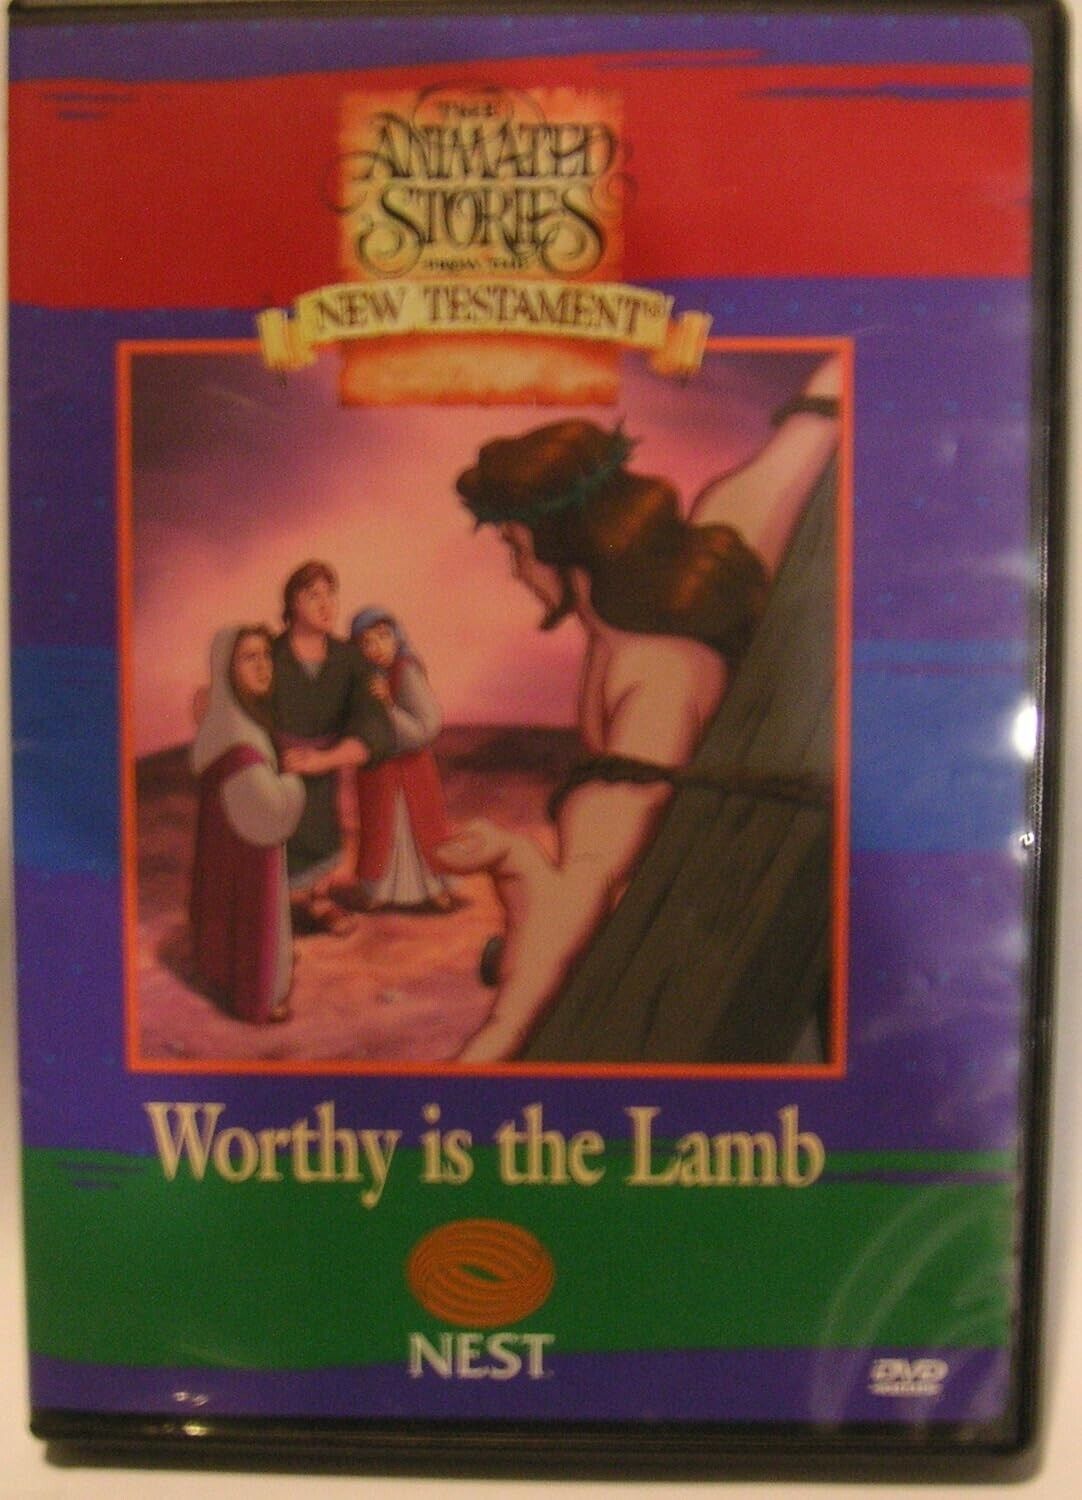 THE
ANIMATED
STORIES
FROM THE
NEW TESTAMENT®
Worthy is the Lamb
NEST
DVD